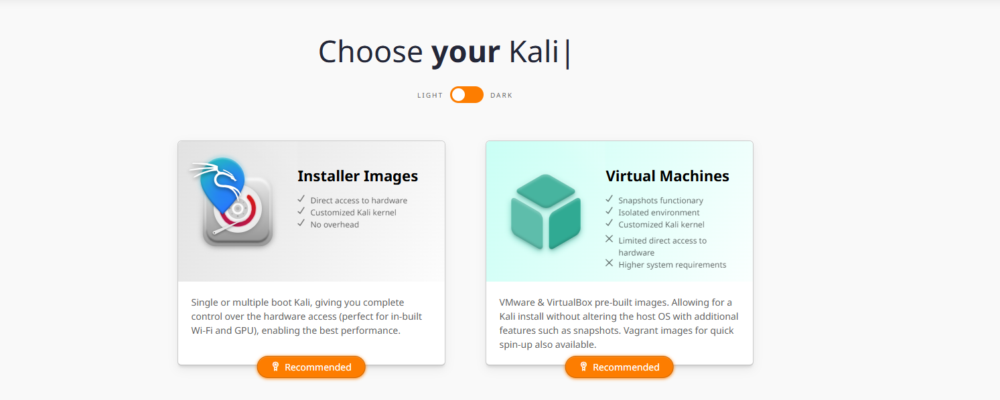 Choose your Kali|
LIGHT DARK
Installer Images
Direct access to hardware
Customized Kali kernel
No overhead
Single or multiple boot Kali, giving you complete
control over the hardware access (perfect for in-built
Wi-Fi and GPU), enabling the best performance.
Recommended
Virtual Machines
Snapshots functionary
Isolated environment
Customized Kali kernel
Limited direct access to
hardware
Higher system requirements
VMware & VirtualBox pre-built images. Allowing for a
Kali install without altering the host OS with additional
features such as snapshots. Vagrant images for quick
spin-up also available.
Recommended